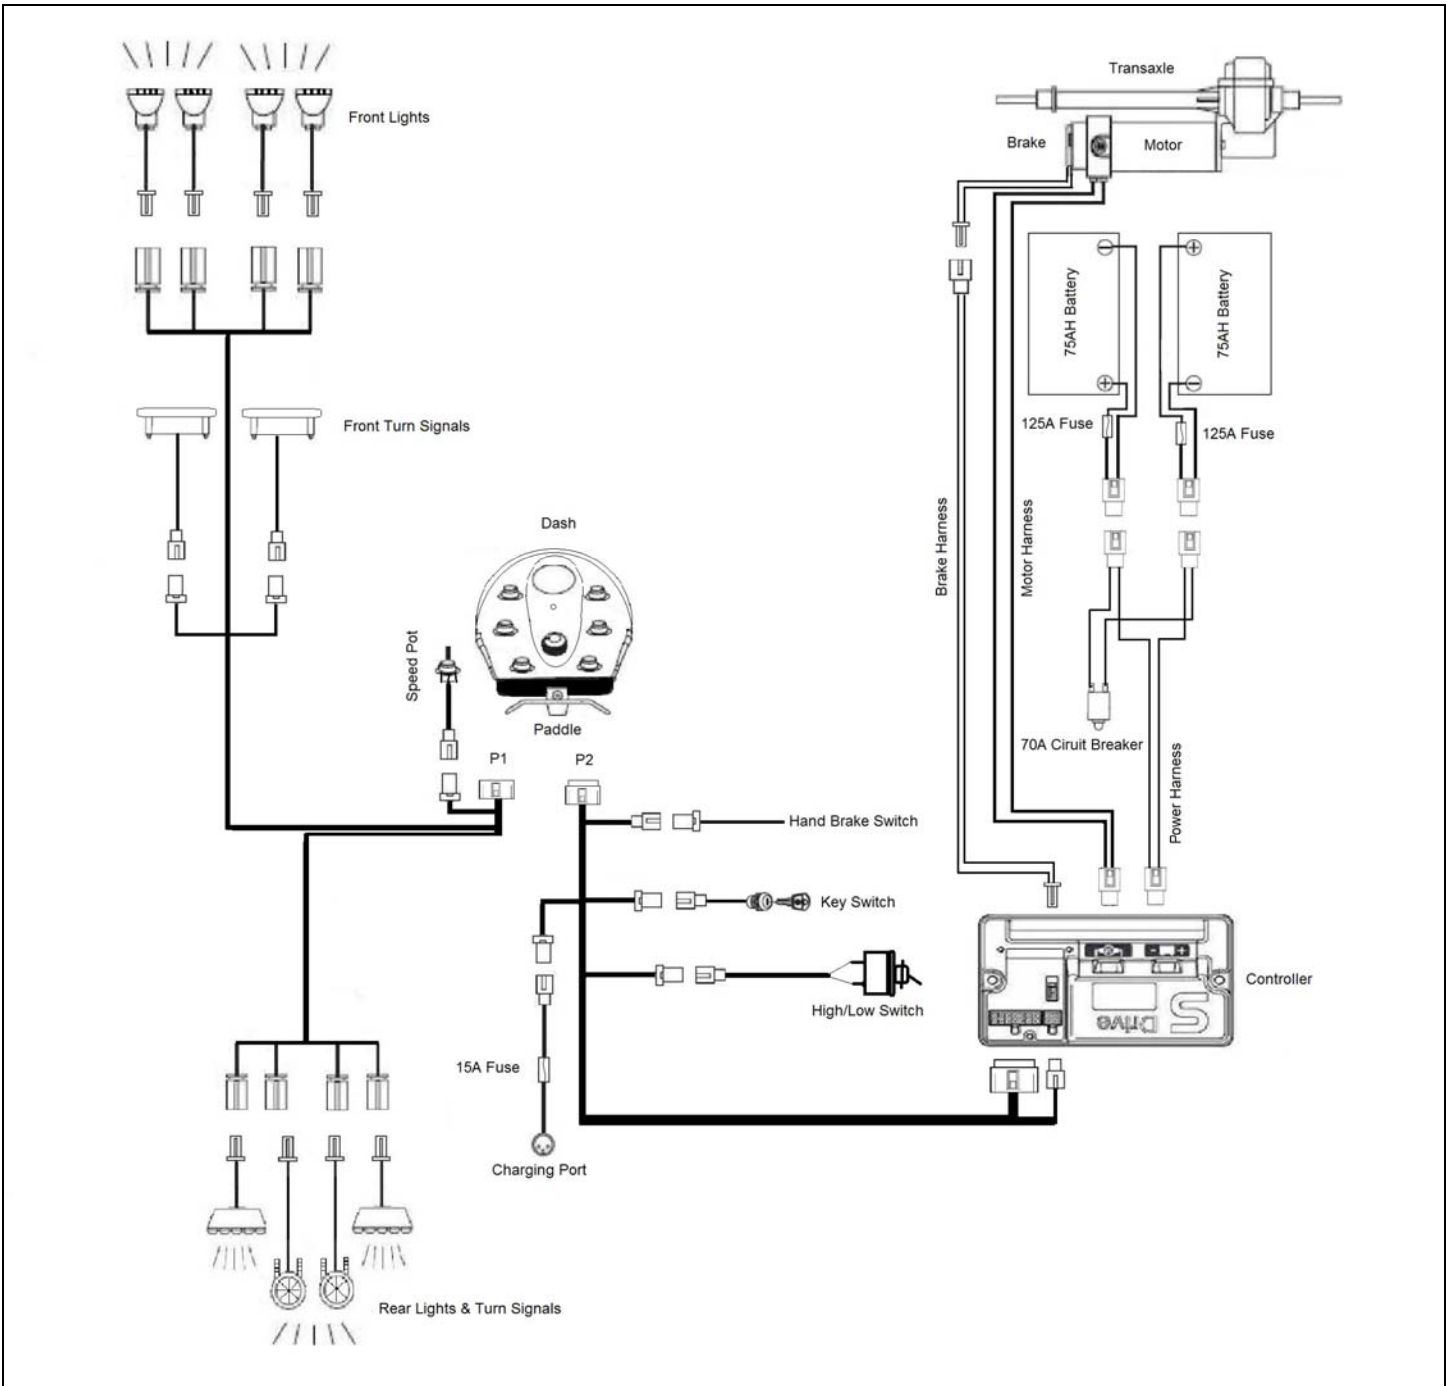 Transaxle
Front Lights
Brake
Motor
75AH Battery
75AH Battery
Front Turn Signals
125A Fuse
125A Fuse
Dash
Brake Harness
Motor Harness
Speed Pot
Paddle
70A Ciruit Breaker
P1
P2
Power Harness
Hand Brake Switch
Key Switch
Controller
S
Drive
High/Low Switch
15A Fuse
Charging Port
Rear Lights & Turn Signals